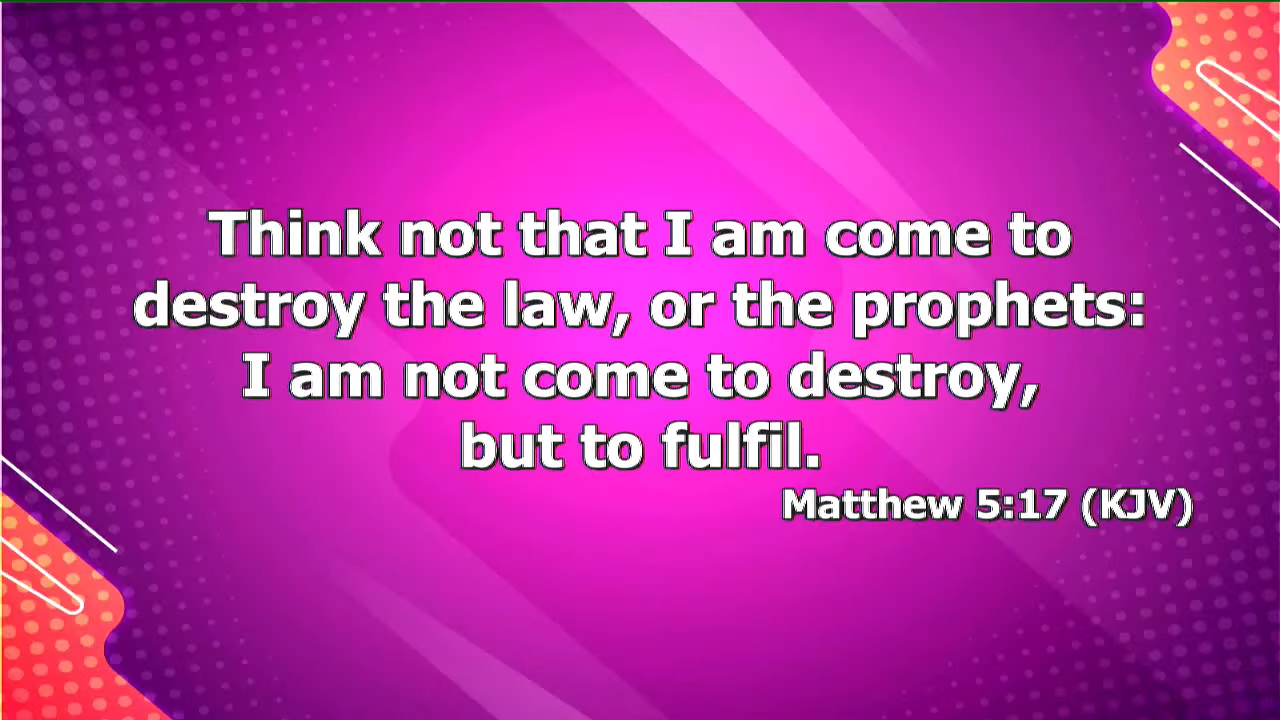 Think not that I am come to
destroy the law, or the prophets:
I am not come to destroy,
but to fulfil.
Matthew 5:17 (KJV)